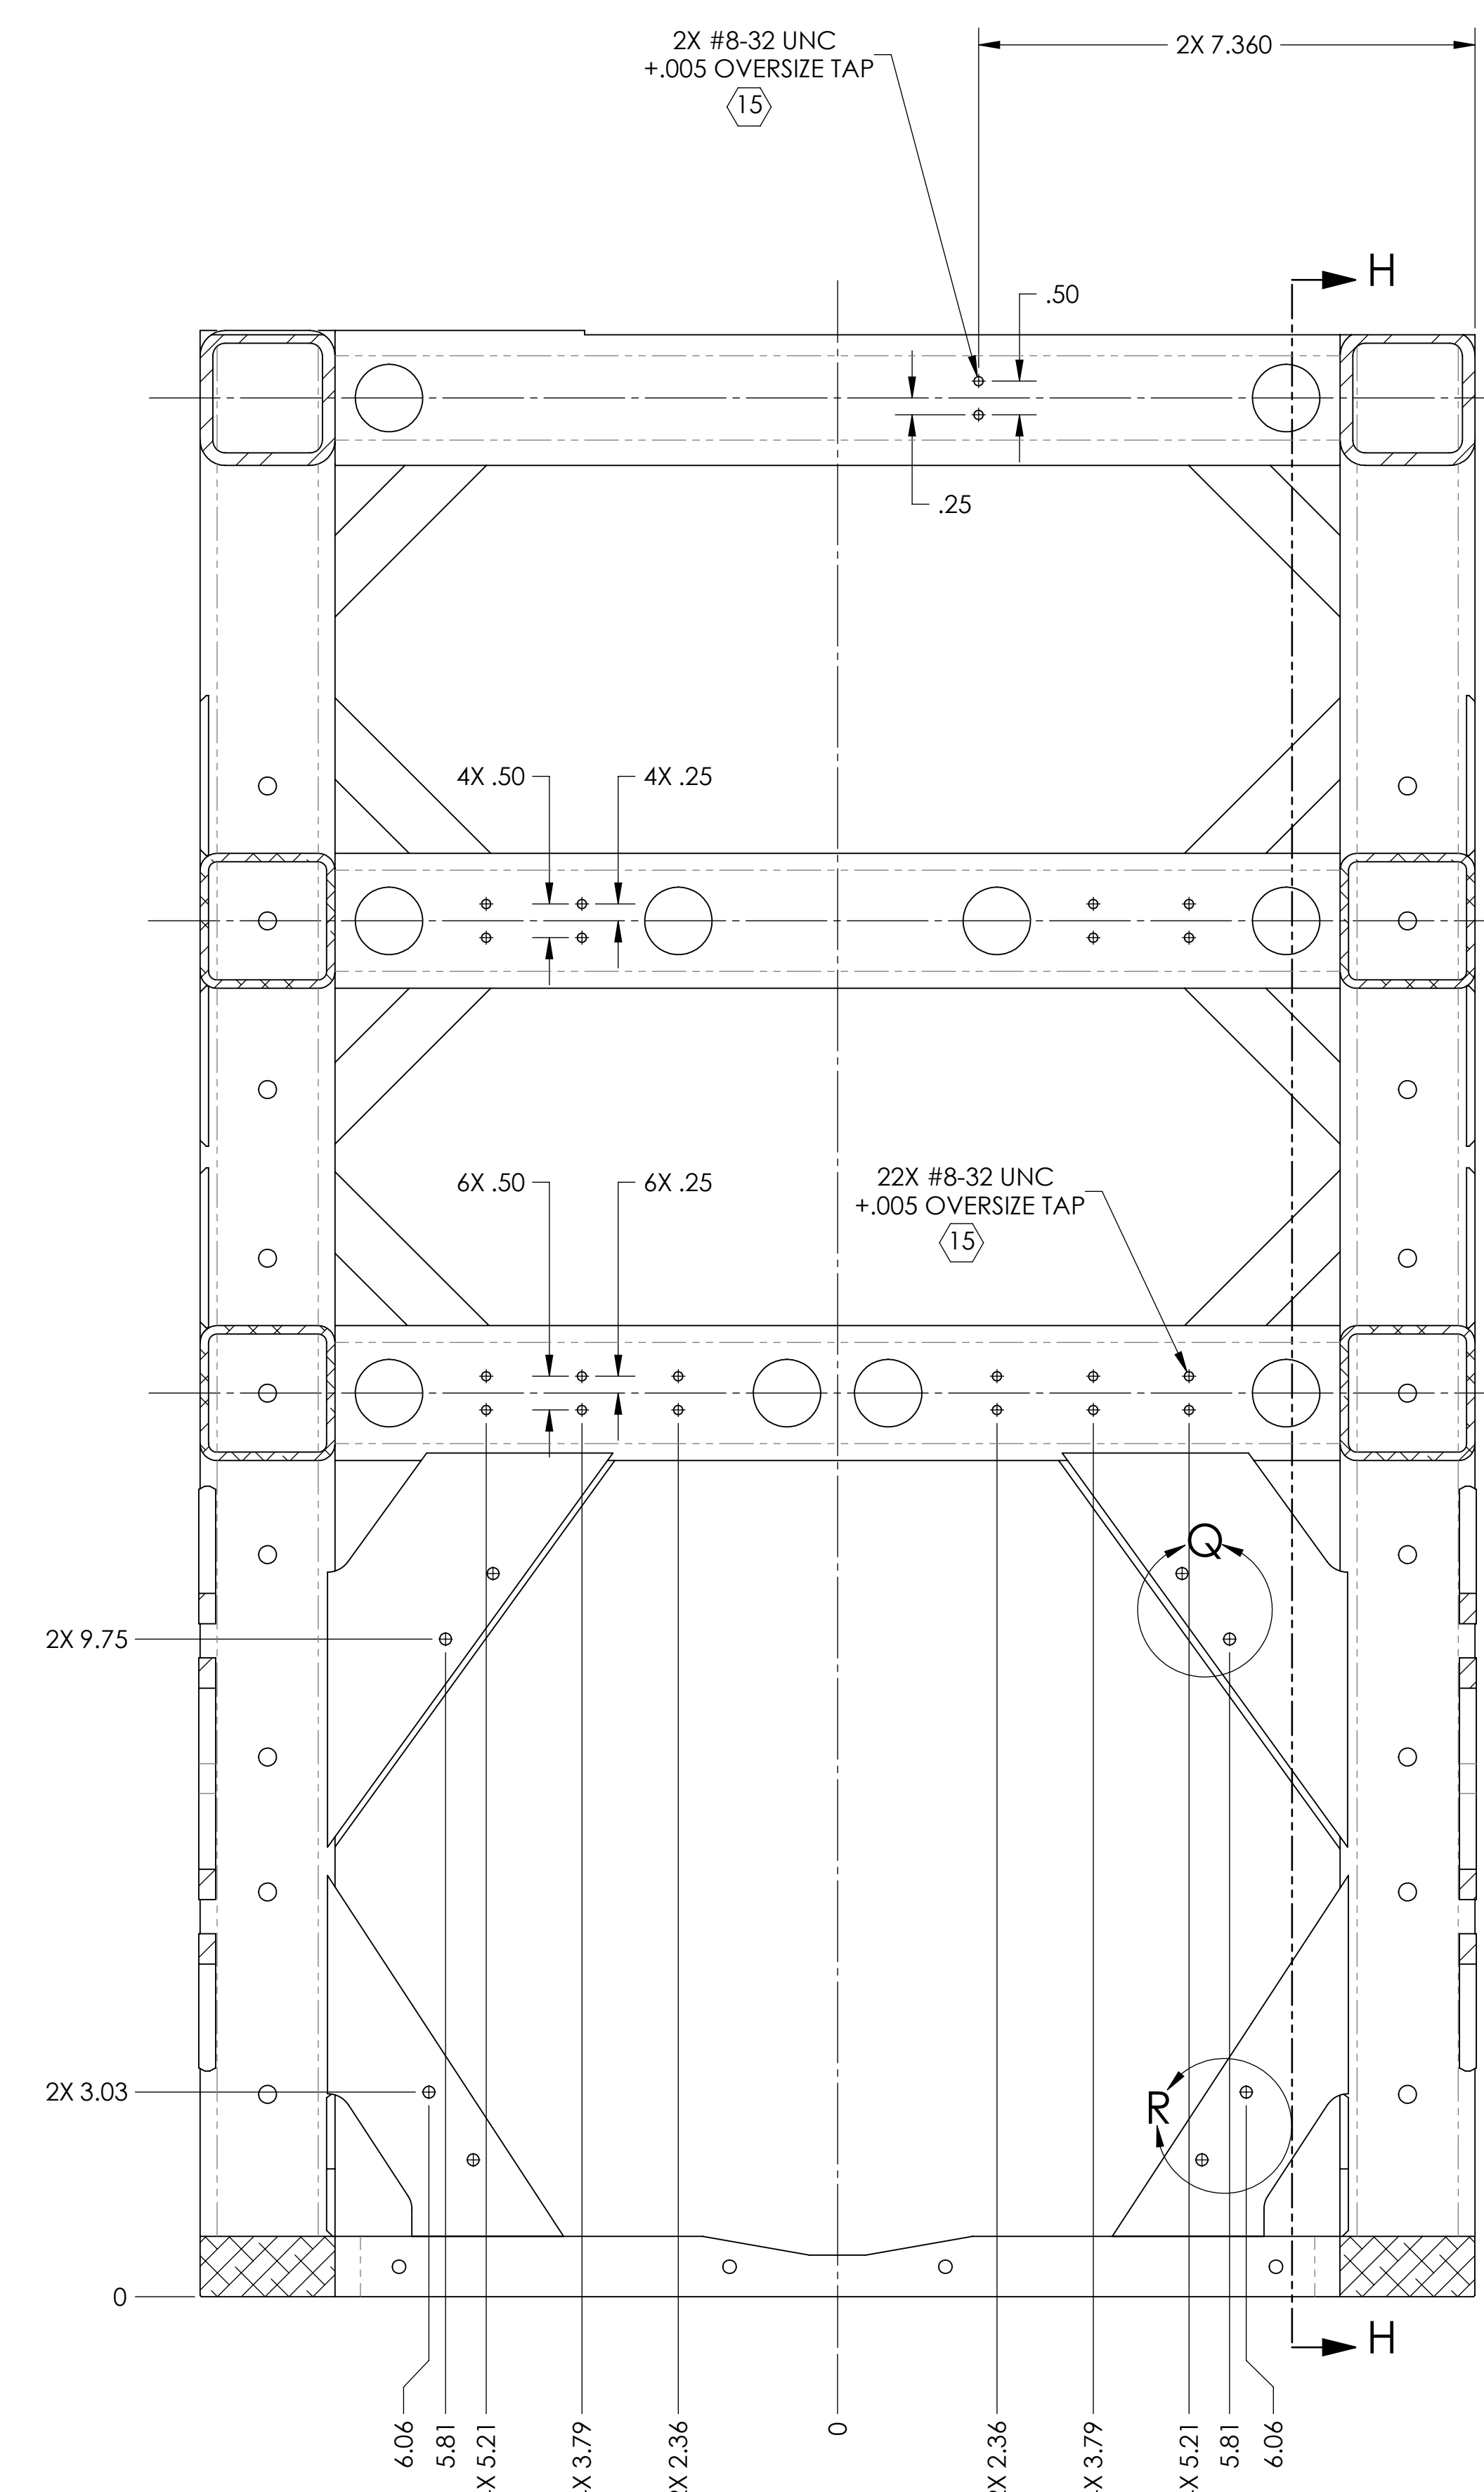 2X #8-32 UNC
+.005 OVERSIZE TAP
15
2X 7.360
H
.50
.25
4X .50
4X .25
6X .50
6X .25
22X #8-32 UNC
+.005 OVERSIZE TAP
15
Q
2X 9.75
2X 3.03
R
0
H
6.06
5.81
X 5.21
X 3.79
X 2.36
0
X 2.36
X 3.79
X 5.21
5.81
6.06